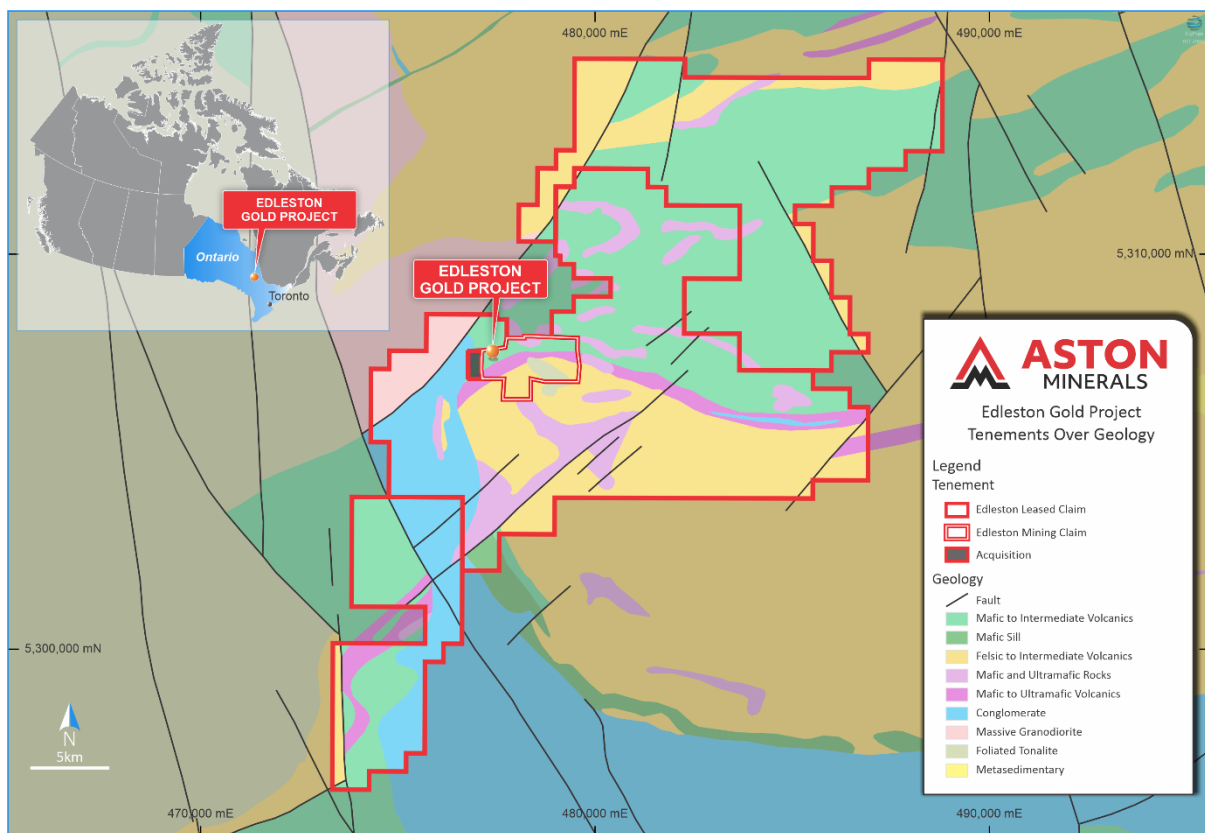 480,000 mE
490,000 mE
EDLESTON
GOLD PROJECT
Ontario
Toronto
5,310,000 mN
EDLESTON
GOLD PROJECT
ASTON
MINERALS
Edleston Gold Project
Tenements Over Geology
Legend
Tenement
Edleston Leased Claim
Edleston Mining Claim
Acquisition
Geology
Fault
Mafic to Intermediate Volcanics
Mafic Sill
Felsic to Intermediate Volcanics
Mafic and Ultramafic Rocks
Mafic to Ultramafic Volcanics
Conglomerate
Massive Granodiorite
Foliated Tonalite
Metasedimentary
5,300,000 mN
N
5km
470,000 mE
480,000 mE
490,000 mE